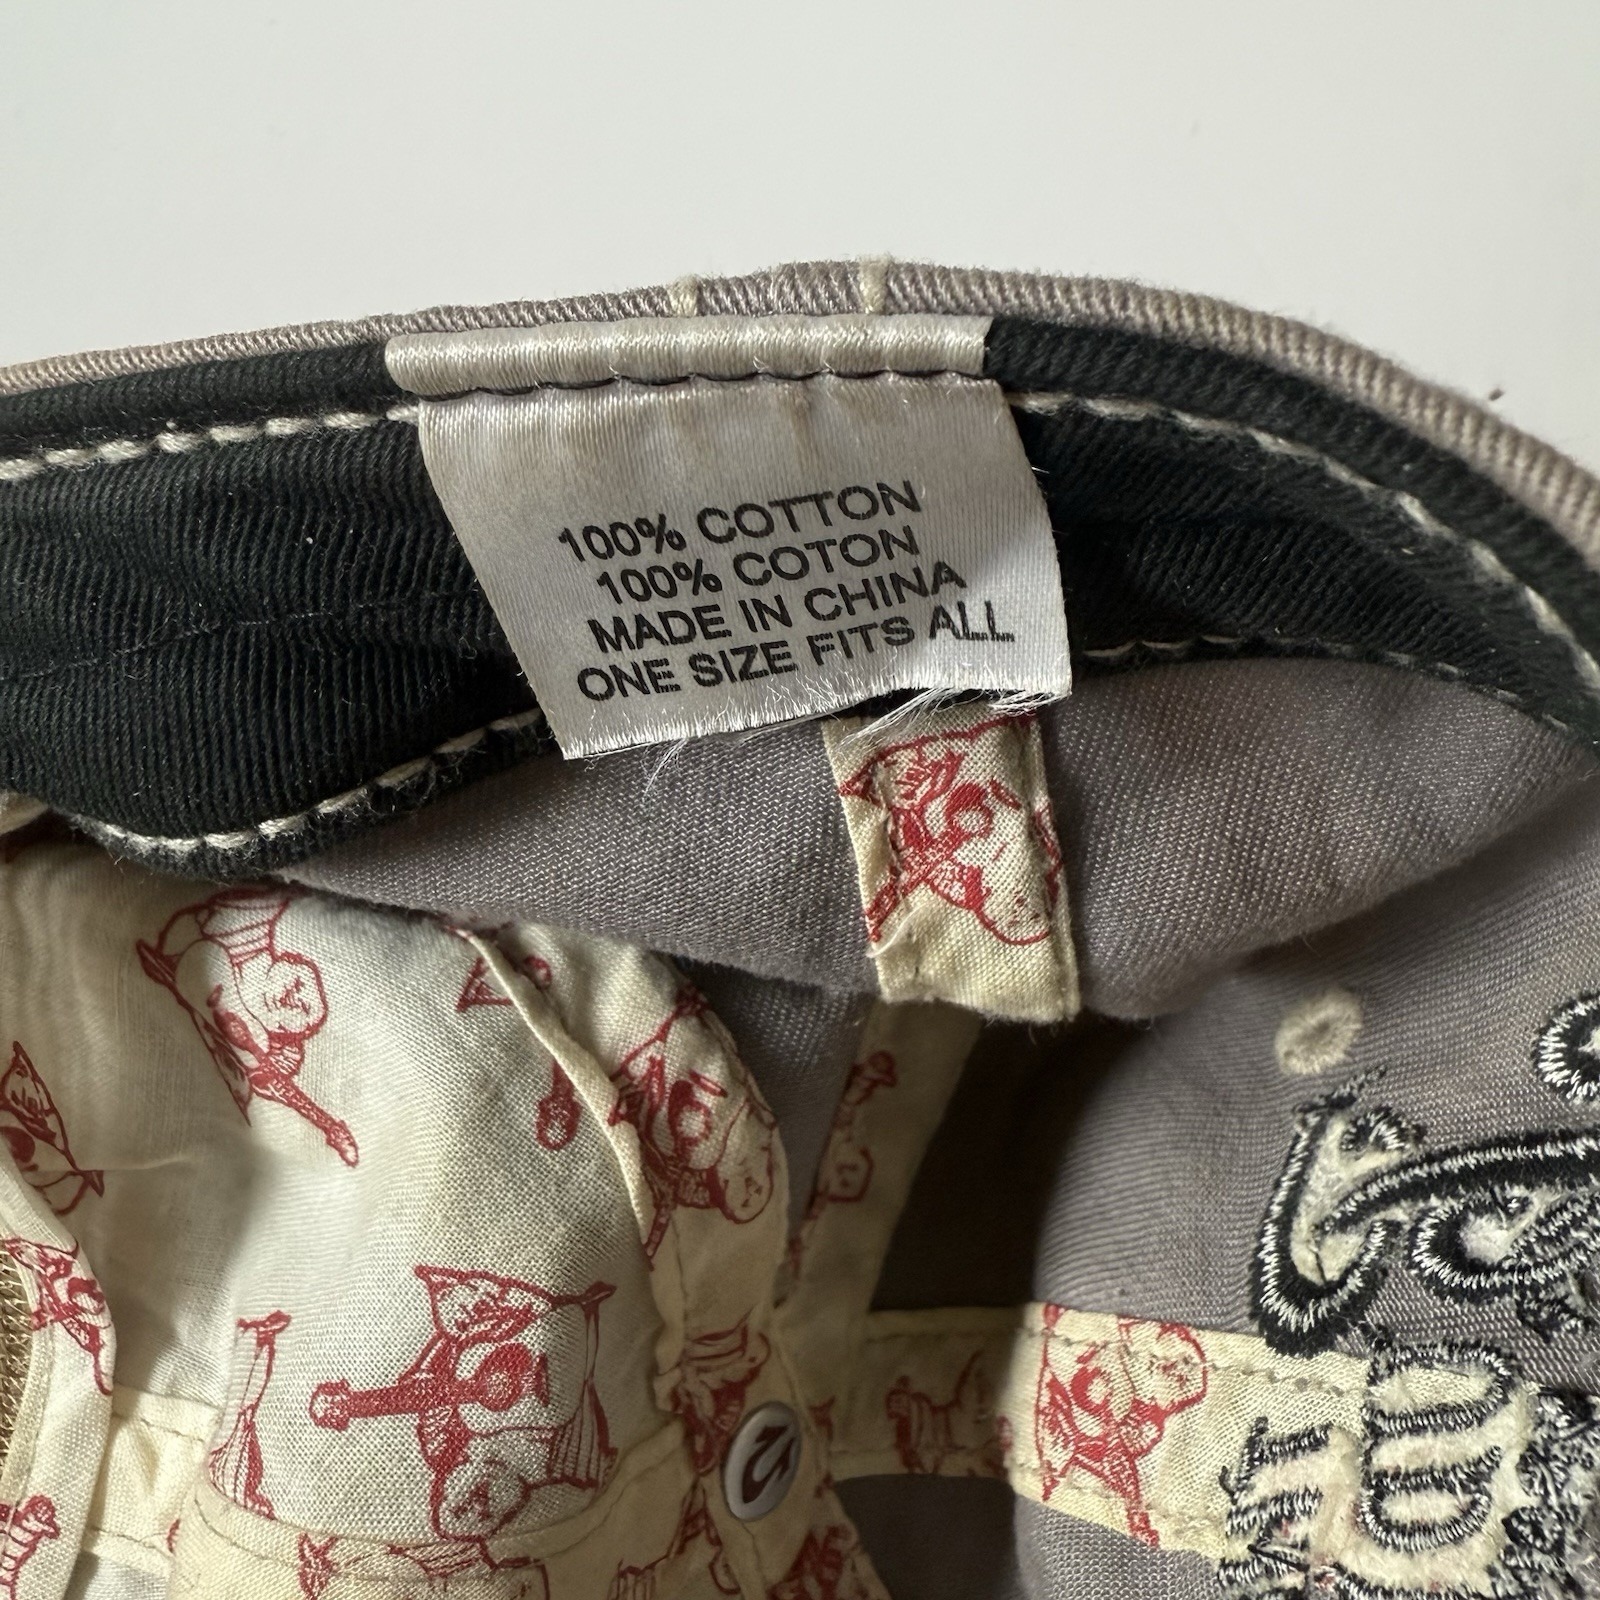 100% COTTON
100% COTON
MADE IN CHINA
ONE SIZE FITS ALL